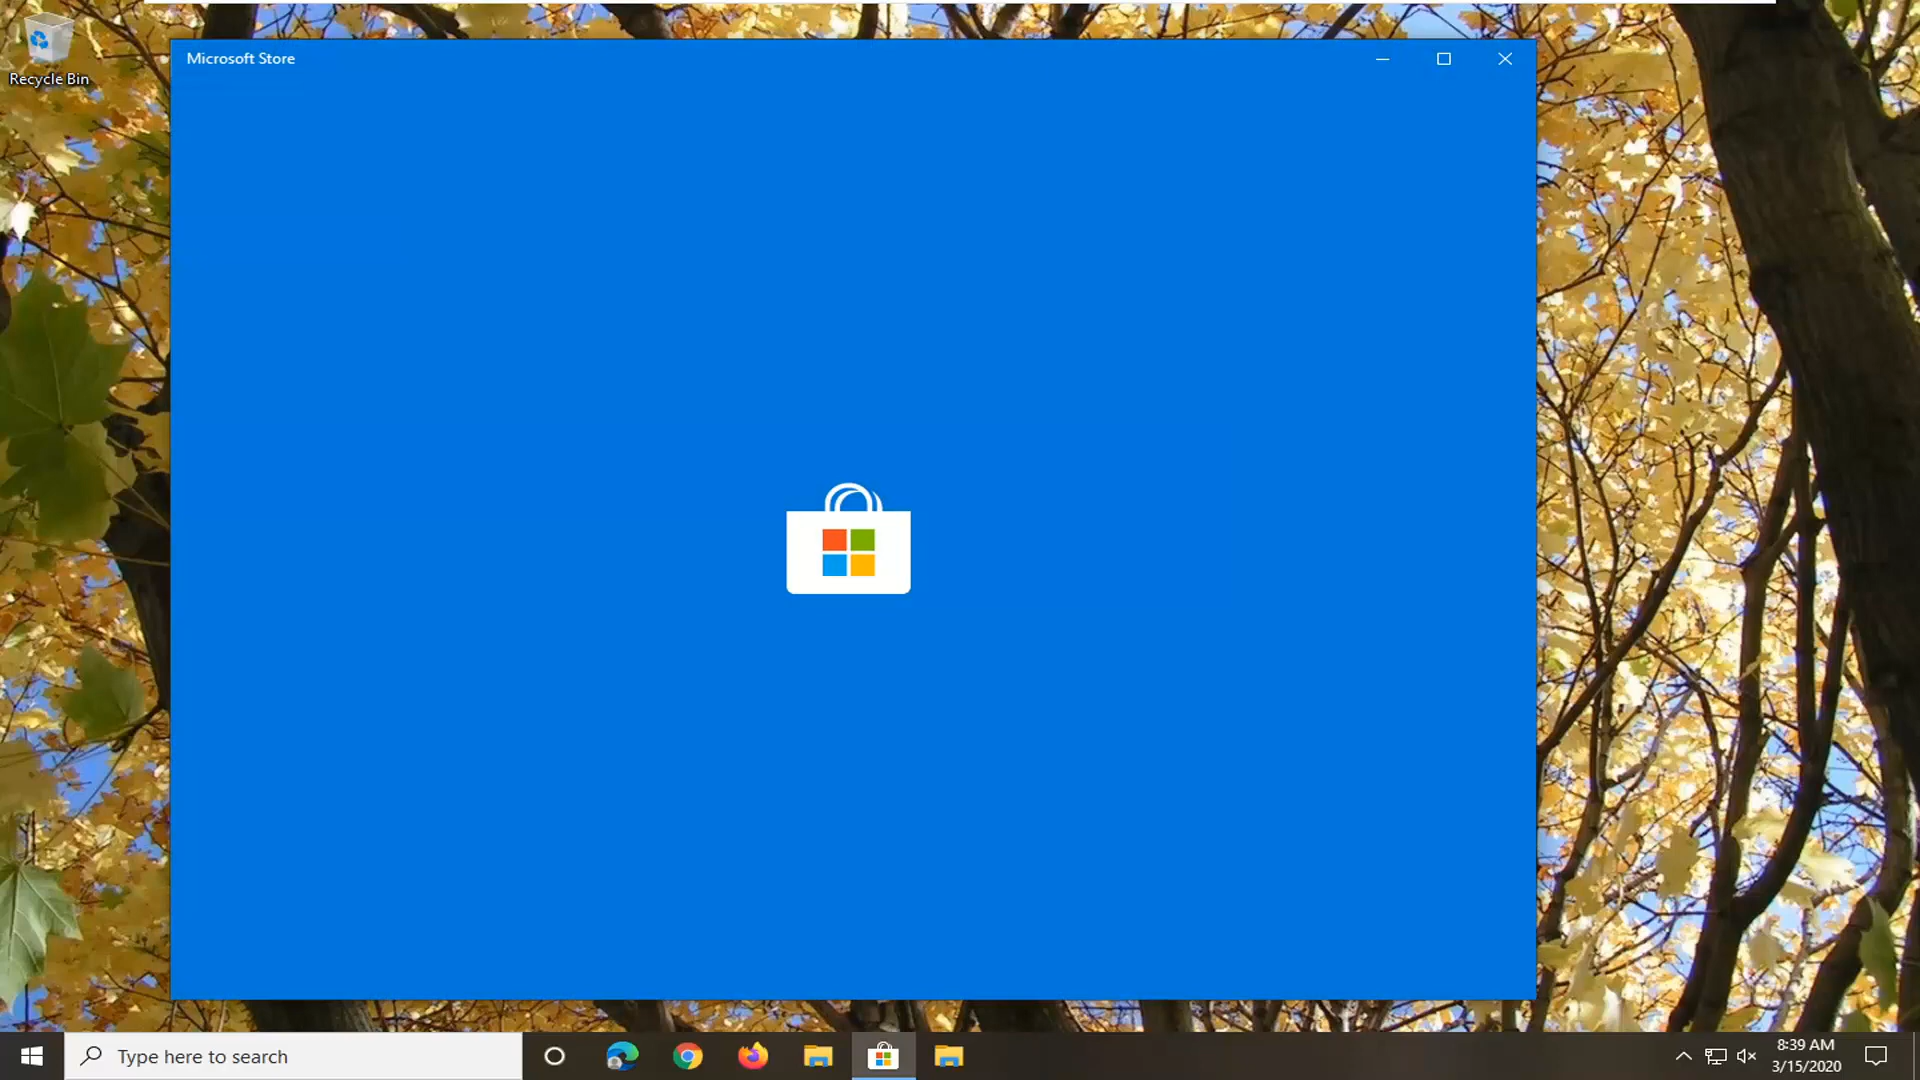 Recycle Bin
Microsoft Store
Type here to search
8:39 AM
3/15/2020